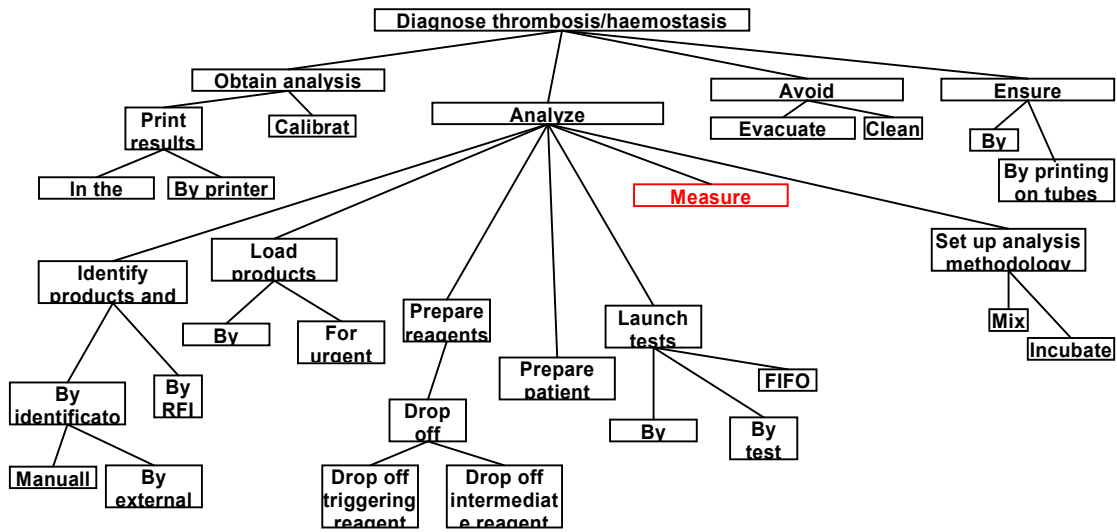 Diagnose thrombosis/haemostasis
Obtain analysis
Avoid
Ensure
Print
results
Calibrat
Analyze
Evacuate
Clean
By
In the
By printer
By printing
on tubes
Measure
Identify
products and
Load
products
Set up analysis
methodology
By
For
urgent
Prepare
reagents
Launch
tests
Mix
Incubate
By
identificato
By
RFI
Prepare
patient
FIFO
Drop
off
By
By
test
Manuall
By
external
Drop off
triggering
reagent
Drop off
intermediat
e reagent